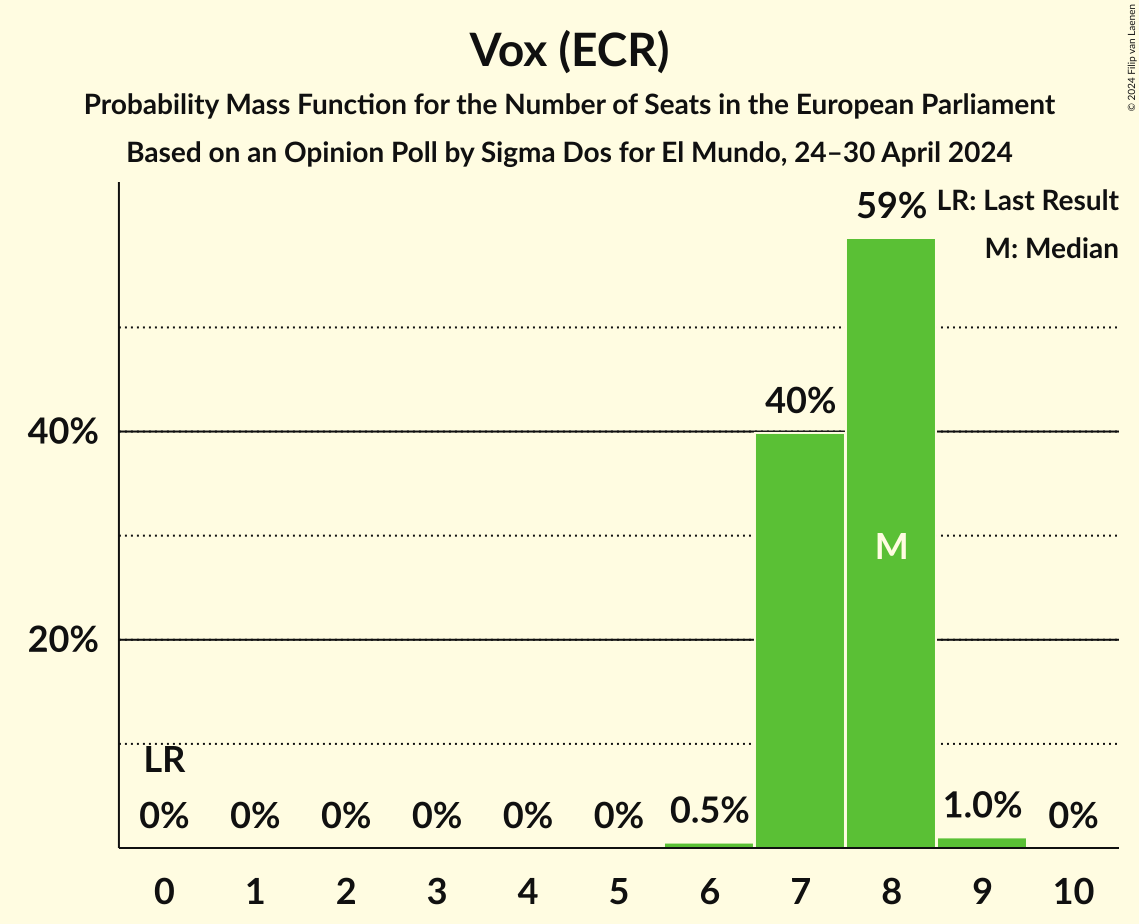 Vox (ECR)
Probability Mass Function for the Number of Seats in the European Parliament
Based on an Opinion Poll by Sigma Dos for El Mundo, 24–30 April 2024
© 2024 Filip van Laenen
LR: Last Result
M: Median
59%
40%
40%
M
20%
LR
0% 0% 0% 0% 0% 0% 0.5% 1.0% 0%
0 1 2 3 4 5 6 7 8 9 10